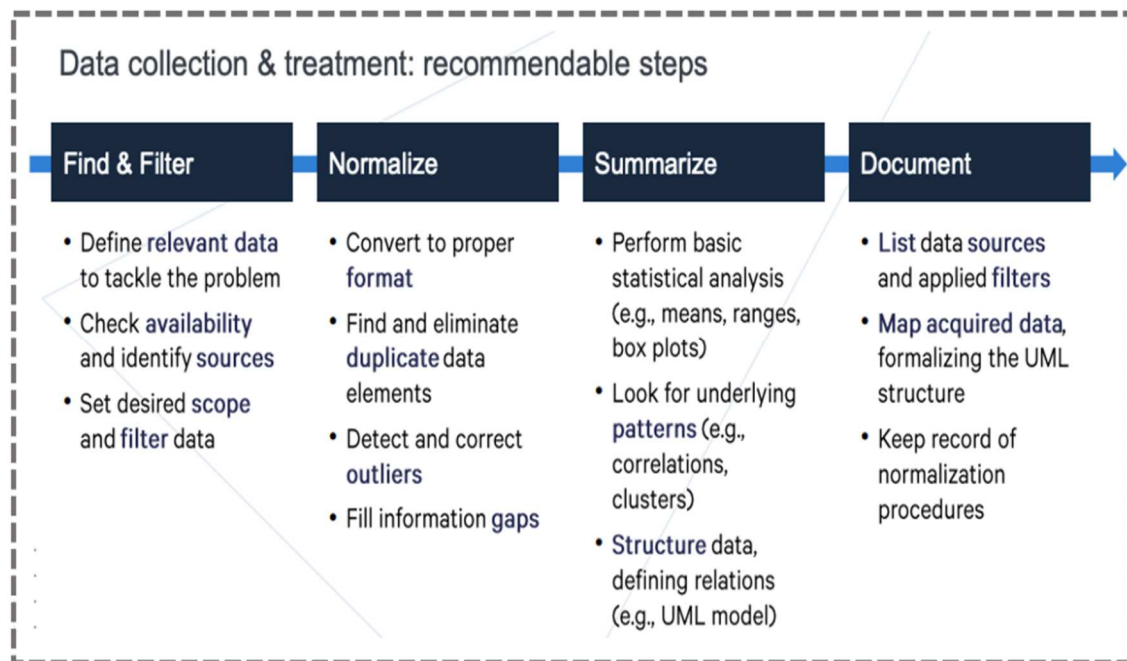 Data collection & treatment: recommendable steps
Find & Filter
• Define relevant data
to tackle the problem
• Check availability
and identify sources
• Set desired scope
and filter data
Normalize
• Convert to proper
format
• Find and eliminate
duplicate data
elements
• Detect and correct
outliers
• Fill information gaps
Summarize
• Perform basic
statistical analysis
(e.g., means, ranges,
box plots)
• Look for underlying
patterns (e.g.,
correlations,
clusters)
• Structure data,
defining relations
(e.g., UML model)
Document
• List data sources
and applied filters
• Map acquired data,
formalizing the UML
structure
• Keep record of
normalization
procedures